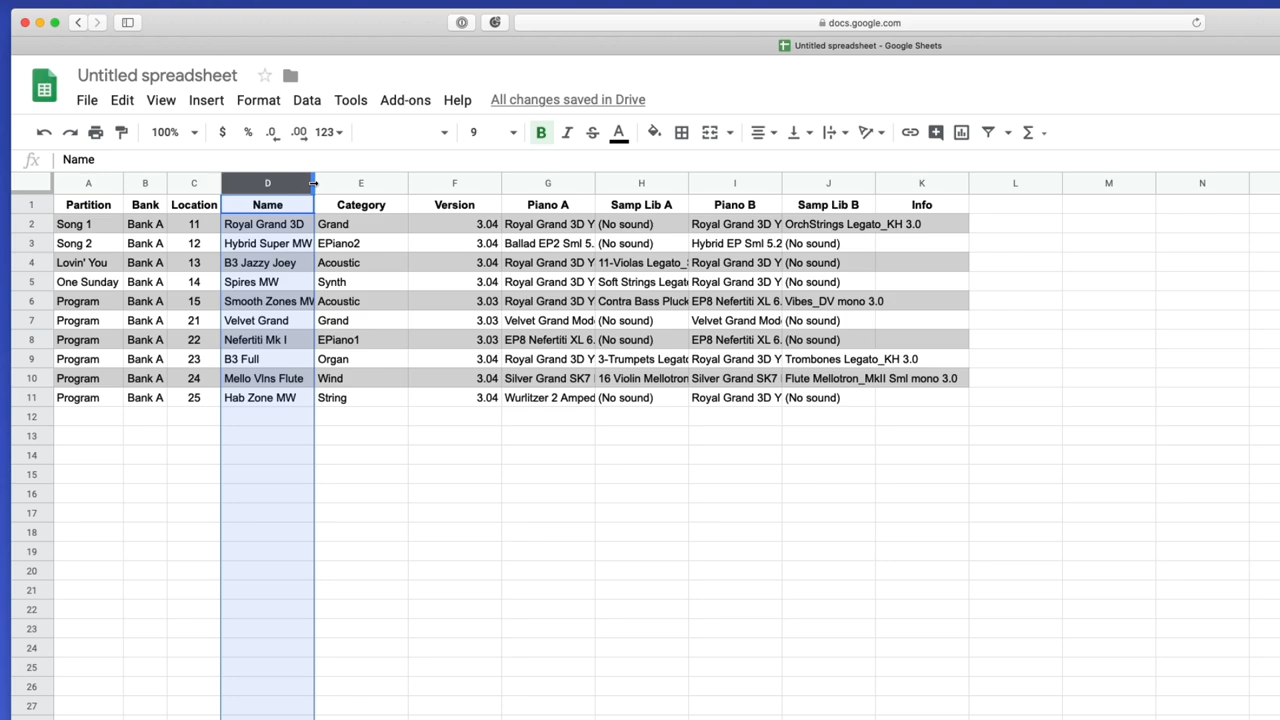 docs.google.com
Untitled spreadsheet - Google Sheets
Untitled spreadsheet
File Edit View Insert Format Data Tools Add-ons Help All changes saved in Drive
100% $ % .0 .00 123 9 B I S A Σ
fx Name
A B C D E F G H I J K L M N
1 Partition Bank Location Name Category Version Piano A Samp Lib A Piano B Samp Lib B Info
2 Song 1 Bank A 11 Royal Grand 3D Grand 3.04 Royal Grand 3D Y (No sound) Royal Grand 3D Y OrchStrings Legato_KH 3.0
3 Song 2 Bank A 12 Hybrid Super MW EPiano2 3.04 Ballad EP2 Sml 5. (No sound) Hybrid EP Sml 5.2 (No sound)
4 Lovin' You Bank A 13 B3 Jazzy Joey Acoustic 3.04 Royal Grand 3D Y 11-Violas Legato_ Royal Grand 3D Y (No sound)
5 One Sunday Bank A 14 Spires MW Synth 3.04 Royal Grand 3D Y Soft Strings Legat Royal Grand 3D Y (No sound)
6 Program Bank A 15 Smooth Zones MW Acoustic 3.03 Royal Grand 3D Y Contra Bass Pluck EP8 Nefertiti XL 6. Vibes_DV mono 3.0
7 Program Bank A 21 Velvet Grand Grand 3.03 Velvet Grand Mod (No sound) Velvet Grand Mod (No sound)
8 Program Bank A 22 Nefertiti Mk I EPiano1 3.03 EP8 Nefertiti XL 6. (No sound) EP8 Nefertiti XL 6. (No sound)
9 Program Bank A 23 B3 Full Organ 3.04 Royal Grand 3D Y 3-Trumpets Legato Royal Grand 3D Y Trombones Legato_KH 3.0
10 Program Bank A 24 Mello Vlns Flute Wind 3.04 Silver Grand SK7 16 Violin Mellotron Silver Grand SK7 Flute Mellotron_MkII Sml mono 3.0
11 Program Bank A 25 Hab Zone MW String 3.04 Wurlitzer 2 Amped (No sound) Royal Grand 3D Y (No sound)
12
13
14
15
16
17
18
19
20
21
22
23
24
25
26
27